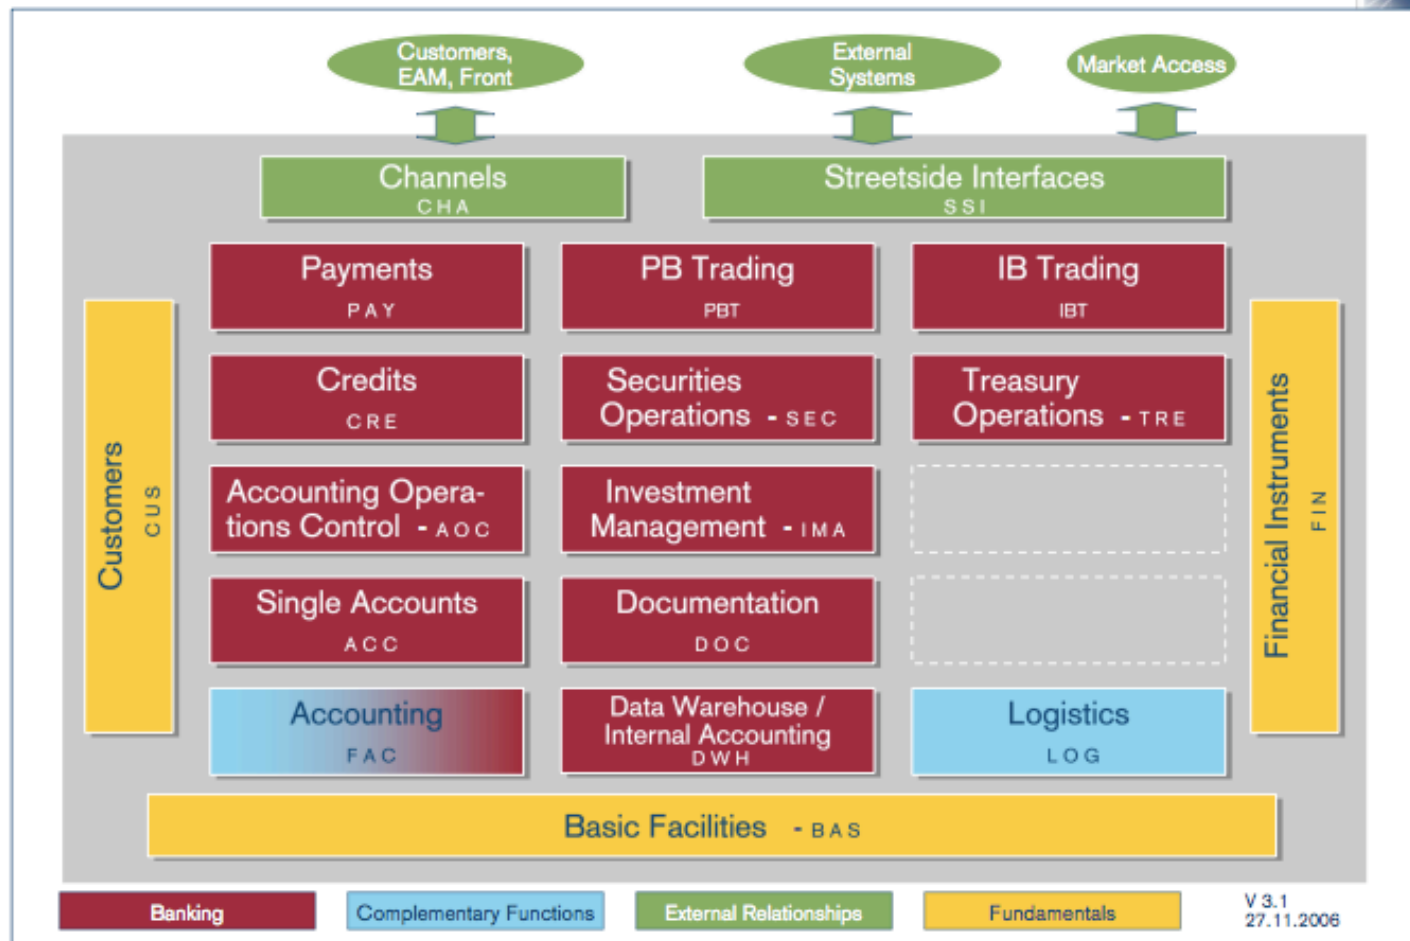 Customers,
EAM, Front
External
Systems
Market Access
Channels
CHA
Streetside Interfaces
SSI
Payments
PAY
PB Trading
PBT
IB Trading
IBT
Credits
CRE
Securities
Operations - SEC
Treasury
Operations - TRE
Customers
CUS
Financial Instruments
FIN
Accounting Opera-
tions Control - AOC
Investment
Management - IMA
Single Accounts
ACC
Documentation
DOC
Accounting
FAC
Data Warehouse /
Internal Accounting
DWH
Logistics
LOG
Basic Facilities - BAS
Banking
Complementary Functions
External Relationships
Fundamentals
V 3.1
27.11.2006